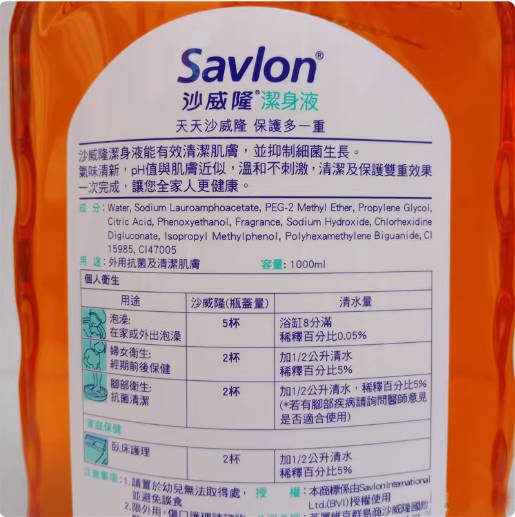 Savlon®
沙威隆®潔身液
天天沙威隆 保護多一重
沙威隆潔身液能有效清潔肌膚，並抑制細菌生長。
氣味清新，pH值與肌膚近似，溫和不刺激，清潔及保護雙重效果
一次完成，讓您全家人更健康。
成 分：Water, Sodium Lauroamphoacetate, PEG-2 Methyl Ether, Propylene Glycol,
Citric Acid, Phenoxyethanol, Fragrance, Sodium Hydroxide, Chlorhexidine
Digluconate, Isopropyl Methylphenol, Polyhexamethylene Biguanide, CI
15985, CI47005
用 途：外用抗菌及清潔肌膚 容量: 1000ml
個人衛生
用途 沙威隆(瓶蓋量) 清水量
泡澡: 5杯 浴缸8分滿
在家或外出泡澡 稀釋百分比0.05%
婦女衛生: 2杯 加1/2公升清水
經期前後保健 稀釋百分比5%
腳部衛生: 2杯 加1/2公升清水，稀釋百分比5%
抗菌清潔 (*若有腳部疾病請詢問醫師意見
是否適合使用)
家庭保健
臥床護理 2杯 加1/2公升清水
稀釋百分比5%
注意事項：1.請置於幼兒無法取得處， 授 權：本商標係由Savlon International
並避免誤食 Ltd.(BVI)授權使用
2.限外用，傷口護理請諮詢